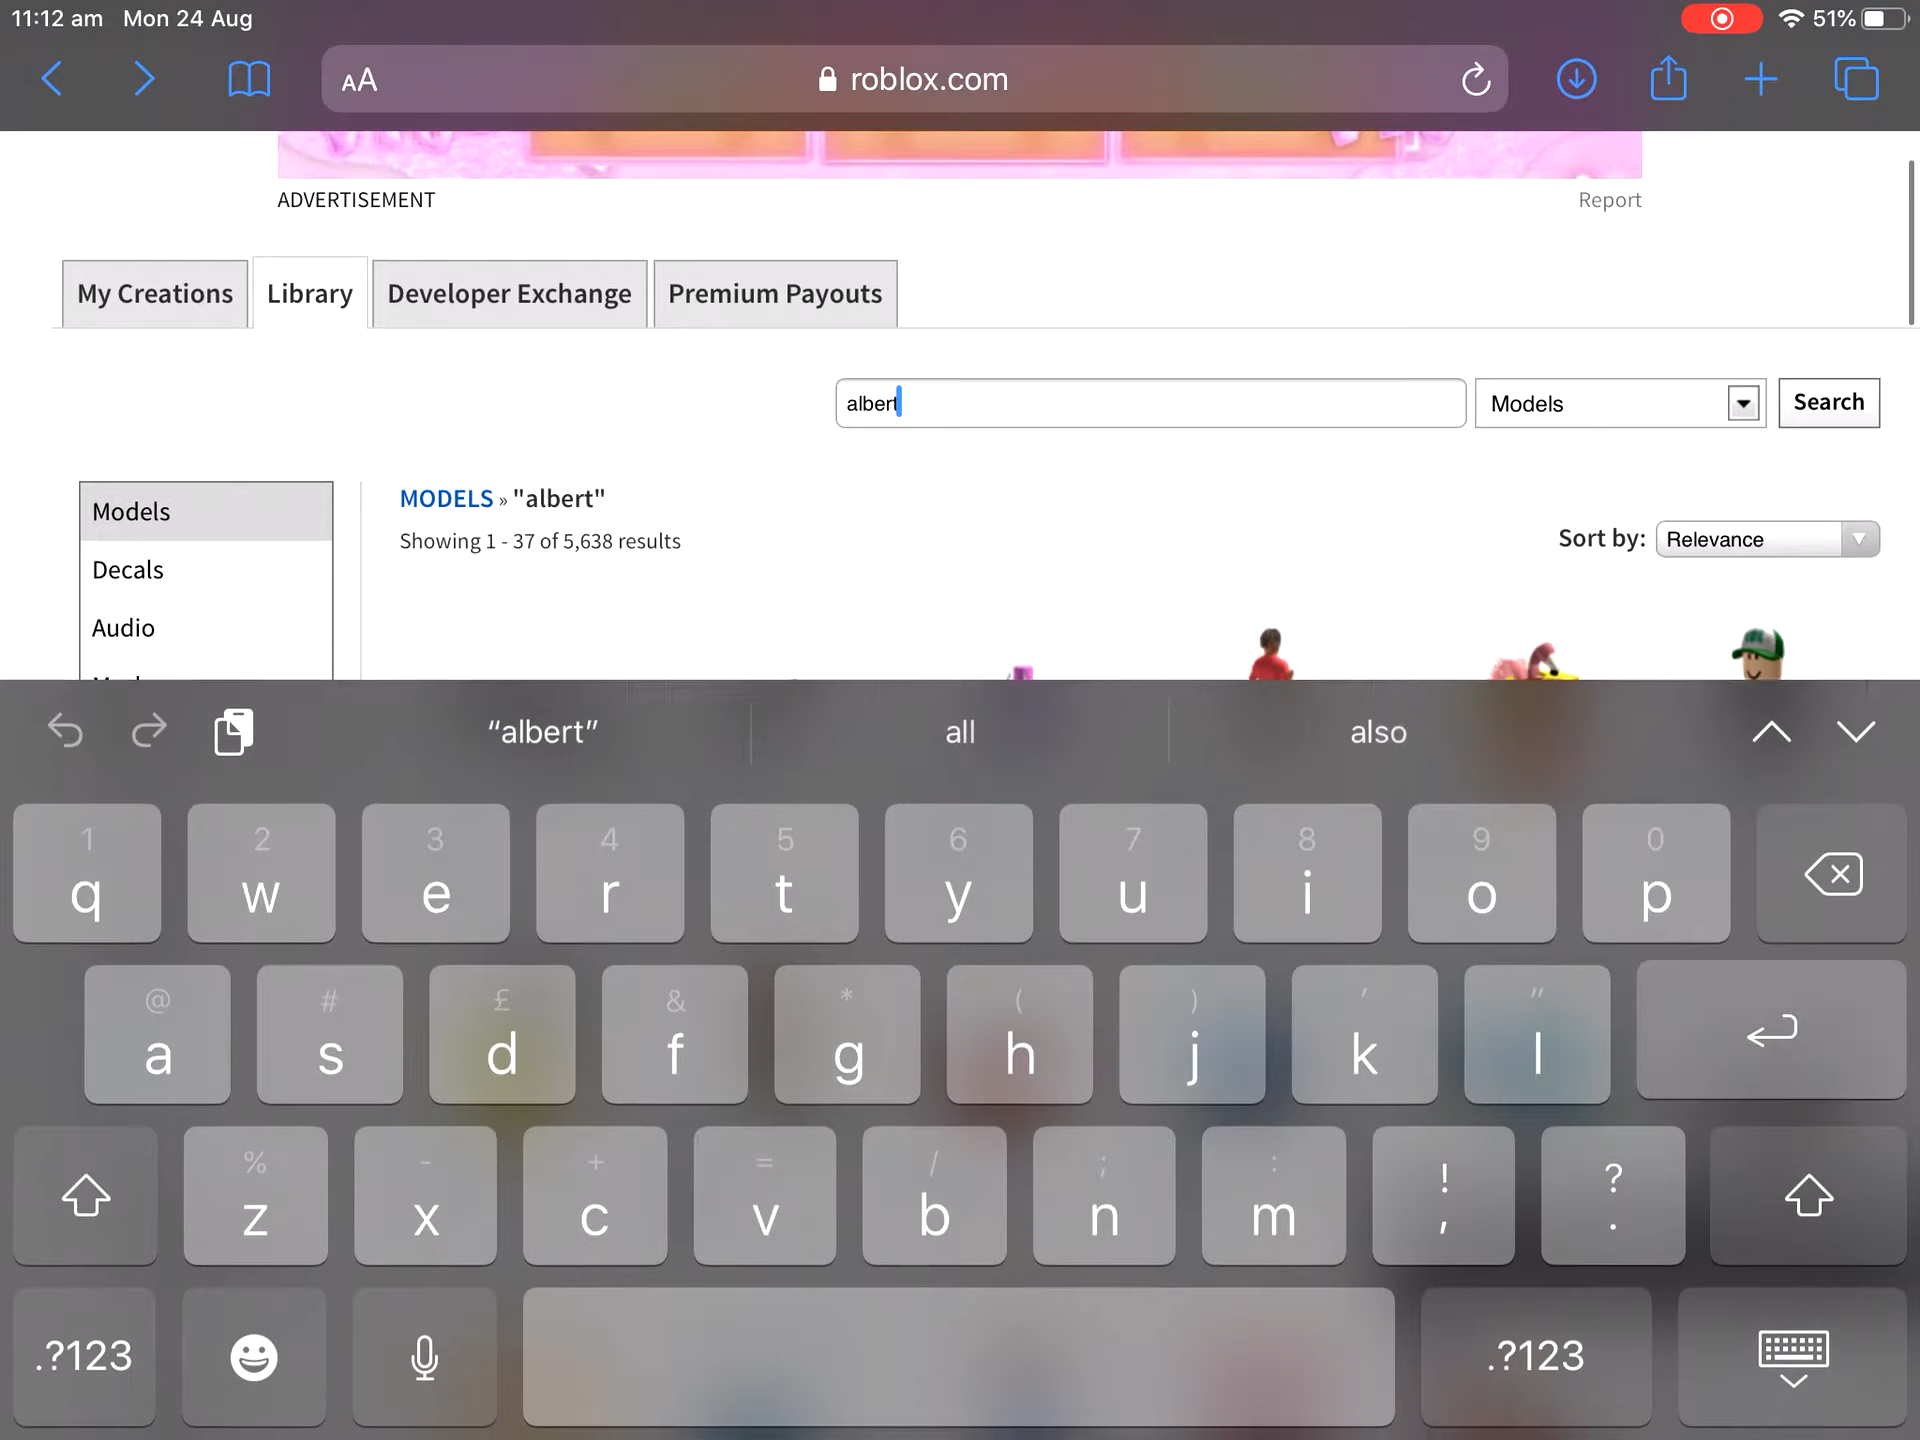 11:12 am Mon 24 Aug 51%
AA roblox.com
ADVERTISEMENT Report
My Creations Library Developer Exchange Premium Payouts
albert Models Search
Models
Decals
Audio
MODELS » "albert"
Showing 1 - 37 of 5,638 results
Sort by: Relevance
“albert” all also
1 2 3 4 5 6 7 8 9 0
q w e r t y u i o p
@ # £ & * ( ) ' "
a s d f g h j k l
% - + = / ; : ! ?
z x c v b n m , .
.?123 .?123